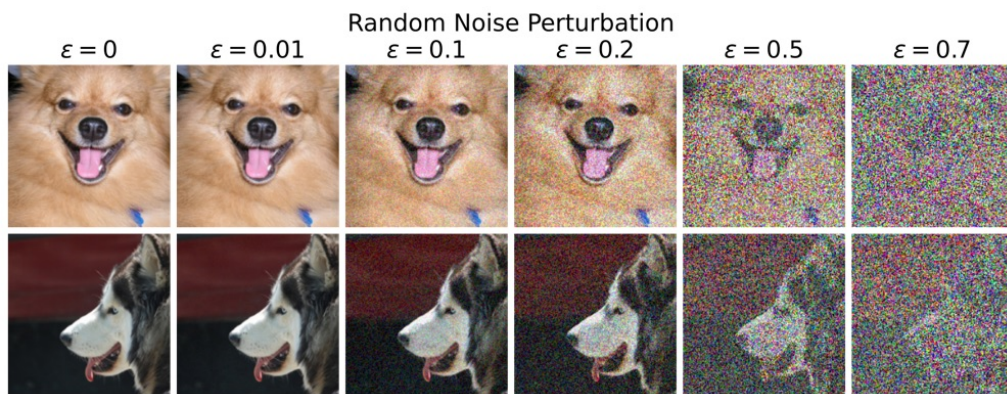 Random Noise Perturbation
ε = 0 ε = 0.01 ε = 0.1 ε = 0.2 ε = 0.5 ε = 0.7